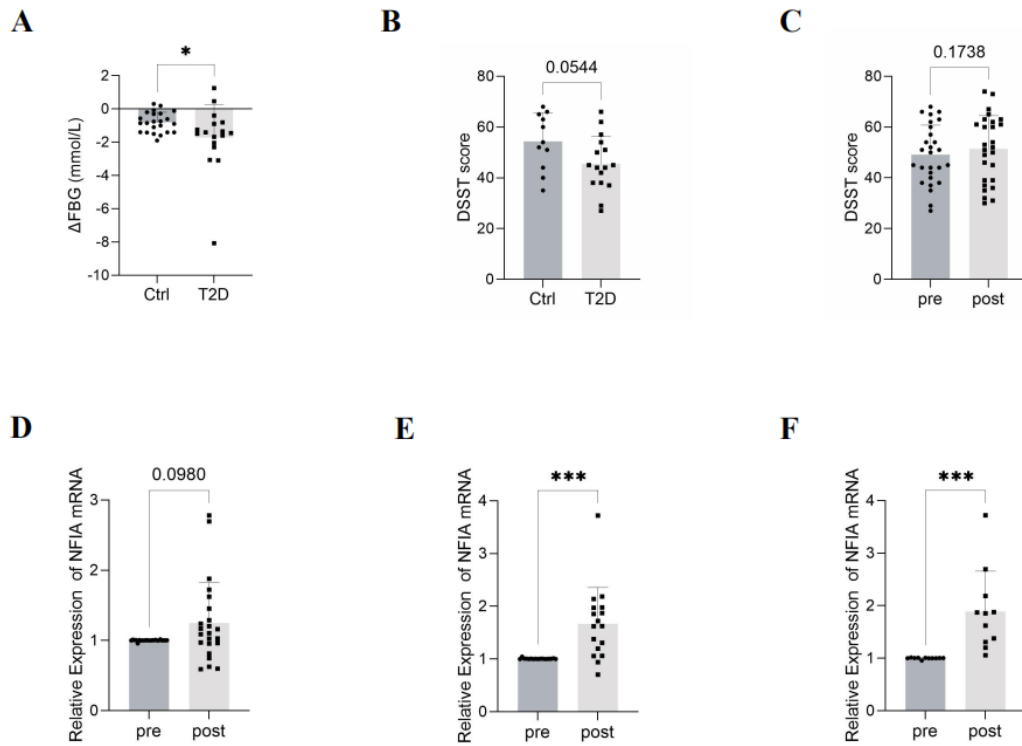 A
*
ΔFBG (mmol/L)
2
0
-2
-4
-6
-8
-10
Ctrl
T2D
B
0.0544
DSST score
80
60
40
20
0
Ctrl
T2D
C
0.1738
DSST score
80
60
40
20
0
pre
post
D
0.0980
Relative Expression of NFIA mRNA
3
2
1
0
pre
post
E
***
Relative Expression of NFIA mRNA
4
3
2
1
0
pre
post
F
***
Relative Expression of NFIA mRNA
4
3
2
1
0
pre
post